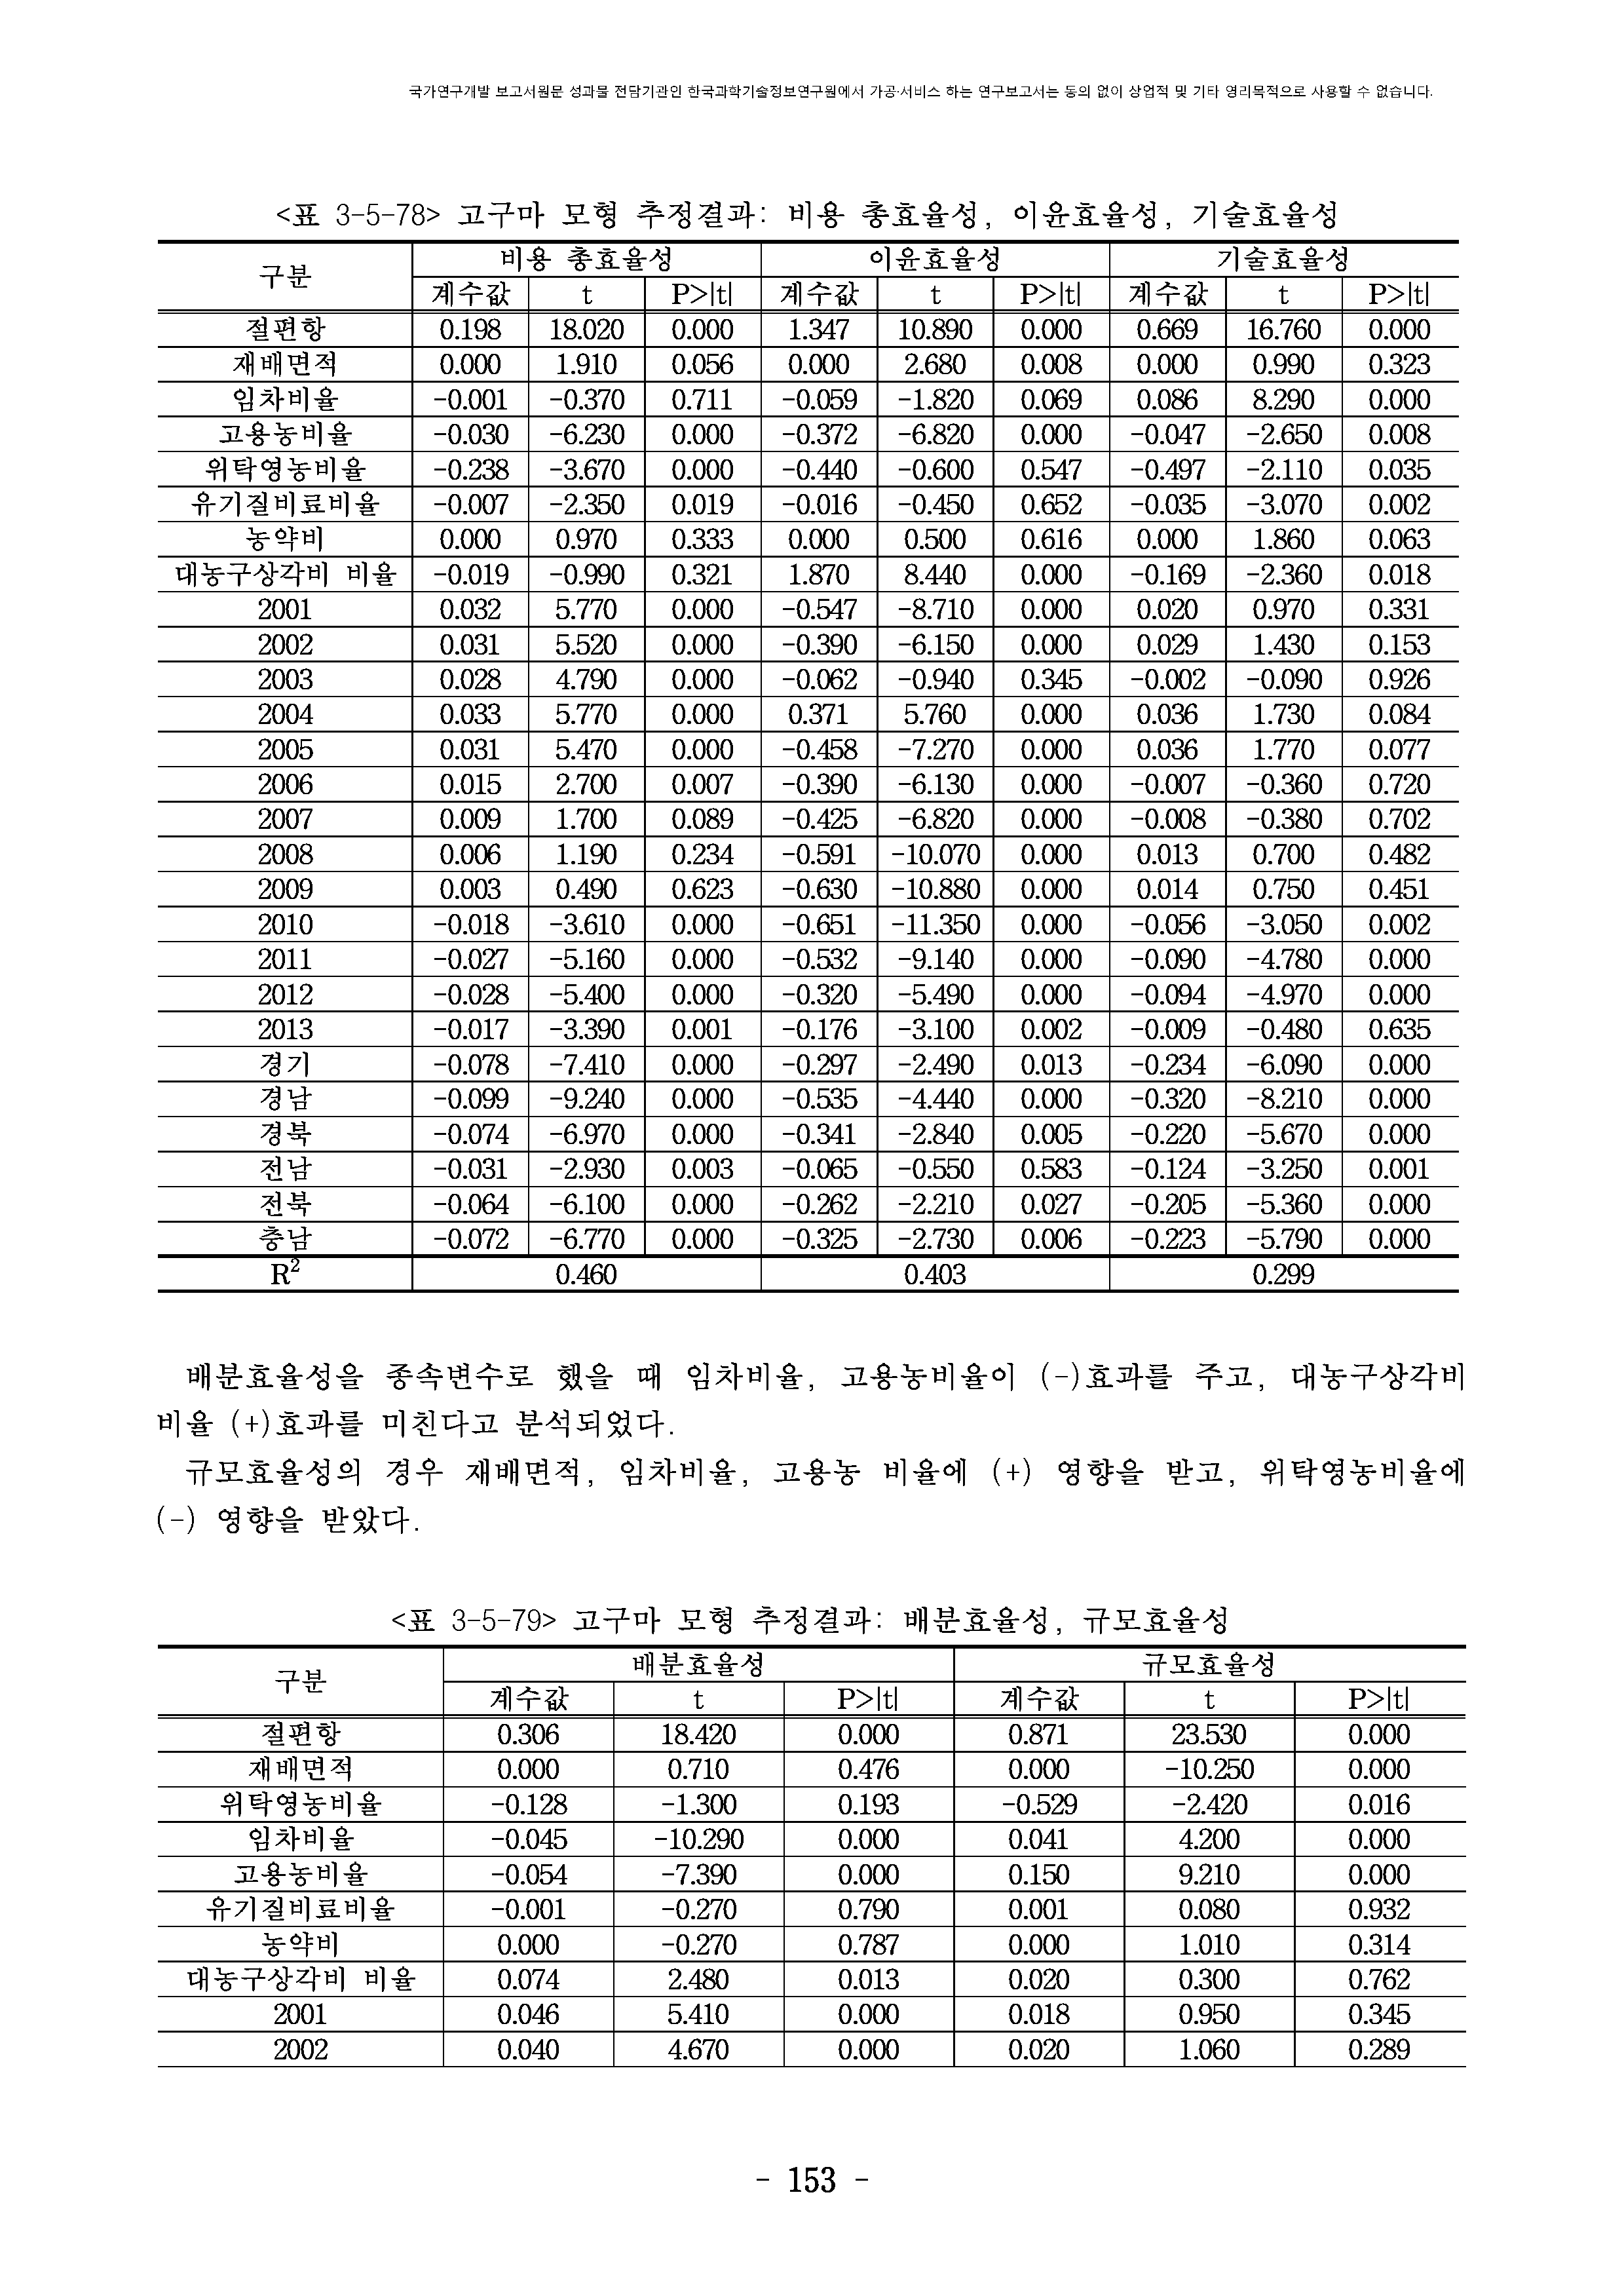 국가연구개발 보고서원문 성과물 전담기관인 한국과학기술정보연구원에서 가공·서비스 하는 연구보고서는 동의 없이 상업적 및 기타 영리목적으로 사용할 수 없습니다.
<표 3-5-78> 고구마 모형 추정결과: 비용 총효율성, 이윤효율성, 기술효율성
구분 비용 총효율성 이윤효율성 기술효율성
계수값 t P>|t| 계수값 t P>|t| 계수값 t P>|t|
절편항 0.198 18.020 0.000 1.347 10.890 0.000 0.669 16.760 0.000
재배면적 0.000 1.910 0.056 0.000 2.680 0.008 0.000 0.990 0.323
임차비율 -0.001 -0.370 0.711 -0.059 -1.820 0.069 0.086 8.290 0.000
고용농비율 -0.030 -6.230 0.000 -0.372 -6.820 0.000 -0.047 -2.650 0.008
위탁영농비율 -0.238 -3.670 0.000 -0.440 -0.600 0.547 -0.497 -2.110 0.035
유기질비료비율 -0.007 -2.350 0.019 -0.016 -0.450 0.652 -0.035 -3.070 0.002
농약비 0.000 0.970 0.333 0.000 0.500 0.616 0.000 1.860 0.063
대농구상각비 비율 -0.019 -0.990 0.321 1.870 8.440 0.000 -0.169 -2.360 0.018
2001 0.032 5.770 0.000 -0.547 -8.710 0.000 0.020 0.970 0.331
2002 0.031 5.520 0.000 -0.390 -6.150 0.000 0.029 1.430 0.153
2003 0.028 4.790 0.000 -0.062 -0.940 0.345 -0.002 -0.090 0.926
2004 0.033 5.770 0.000 0.371 5.760 0.000 0.036 1.730 0.084
2005 0.031 5.470 0.000 -0.458 -7.270 0.000 0.036 1.770 0.077
2006 0.015 2.700 0.007 -0.390 -6.130 0.000 -0.007 -0.360 0.720
2007 0.009 1.700 0.089 -0.425 -6.820 0.000 -0.008 -0.380 0.702
2008 0.006 1.190 0.234 -0.591 -10.070 0.000 0.013 0.700 0.482
2009 0.003 0.490 0.623 -0.630 -10.880 0.000 0.014 0.750 0.451
2010 -0.018 -3.610 0.000 -0.651 -11.350 0.000 -0.056 -3.050 0.002
2011 -0.027 -5.160 0.000 -0.532 -9.140 0.000 -0.090 -4.780 0.000
2012 -0.028 -5.400 0.000 -0.320 -5.490 0.000 -0.094 -4.970 0.000
2013 -0.017 -3.390 0.001 -0.176 -3.100 0.002 -0.009 -0.480 0.635
경기 -0.078 -7.410 0.000 -0.297 -2.490 0.013 -0.234 -6.090 0.000
경남 -0.099 -9.240 0.000 -0.535 -4.440 0.000 -0.320 -8.210 0.000
경북 -0.074 -6.970 0.000 -0.341 -2.840 0.005 -0.220 -5.670 0.000
전남 -0.031 -2.930 0.003 -0.065 -0.550 0.583 -0.124 -3.250 0.001
전북 -0.064 -6.100 0.000 -0.262 -2.210 0.027 -0.205 -5.360 0.000
충남 -0.072 -6.770 0.000 -0.325 -2.730 0.006 -0.223 -5.790 0.000
R² 0.460 0.403 0.299
배분효율성을 종속변수로 했을 때 임차비율, 고용농비율이 (-)효과를 주고, 대농구상각비
비율 (+)효과를 미친다고 분석되었다.
규모효율성의 경우 재배면적, 임차비율, 고용농 비율에 (+) 영향을 받고, 위탁영농비율에
(-) 영향을 받았다.
<표 3-5-79> 고구마 모형 추정결과: 배분효율성, 규모효율성
구분 배분효율성 규모효율성
계수값 t P>|t| 계수값 t P>|t|
절편항 0.306 18.420 0.000 0.871 23.530 0.000
재배면적 0.000 0.710 0.476 0.000 -10.250 0.000
위탁영농비율 -0.128 -1.300 0.193 -0.529 -2.420 0.016
임차비율 -0.045 -10.290 0.000 0.041 4.200 0.000
고용농비율 -0.054 -7.390 0.000 0.150 9.210 0.000
유기질비료비율 -0.001 -0.270 0.790 0.001 0.080 0.932
농약비 0.000 -0.270 0.787 0.000 1.010 0.314
대농구상각비 비율 0.074 2.480 0.013 0.020 0.300 0.762
2001 0.046 5.410 0.000 0.018 0.950 0.345
2002 0.040 4.670 0.000 0.020 1.060 0.289
- 153 -